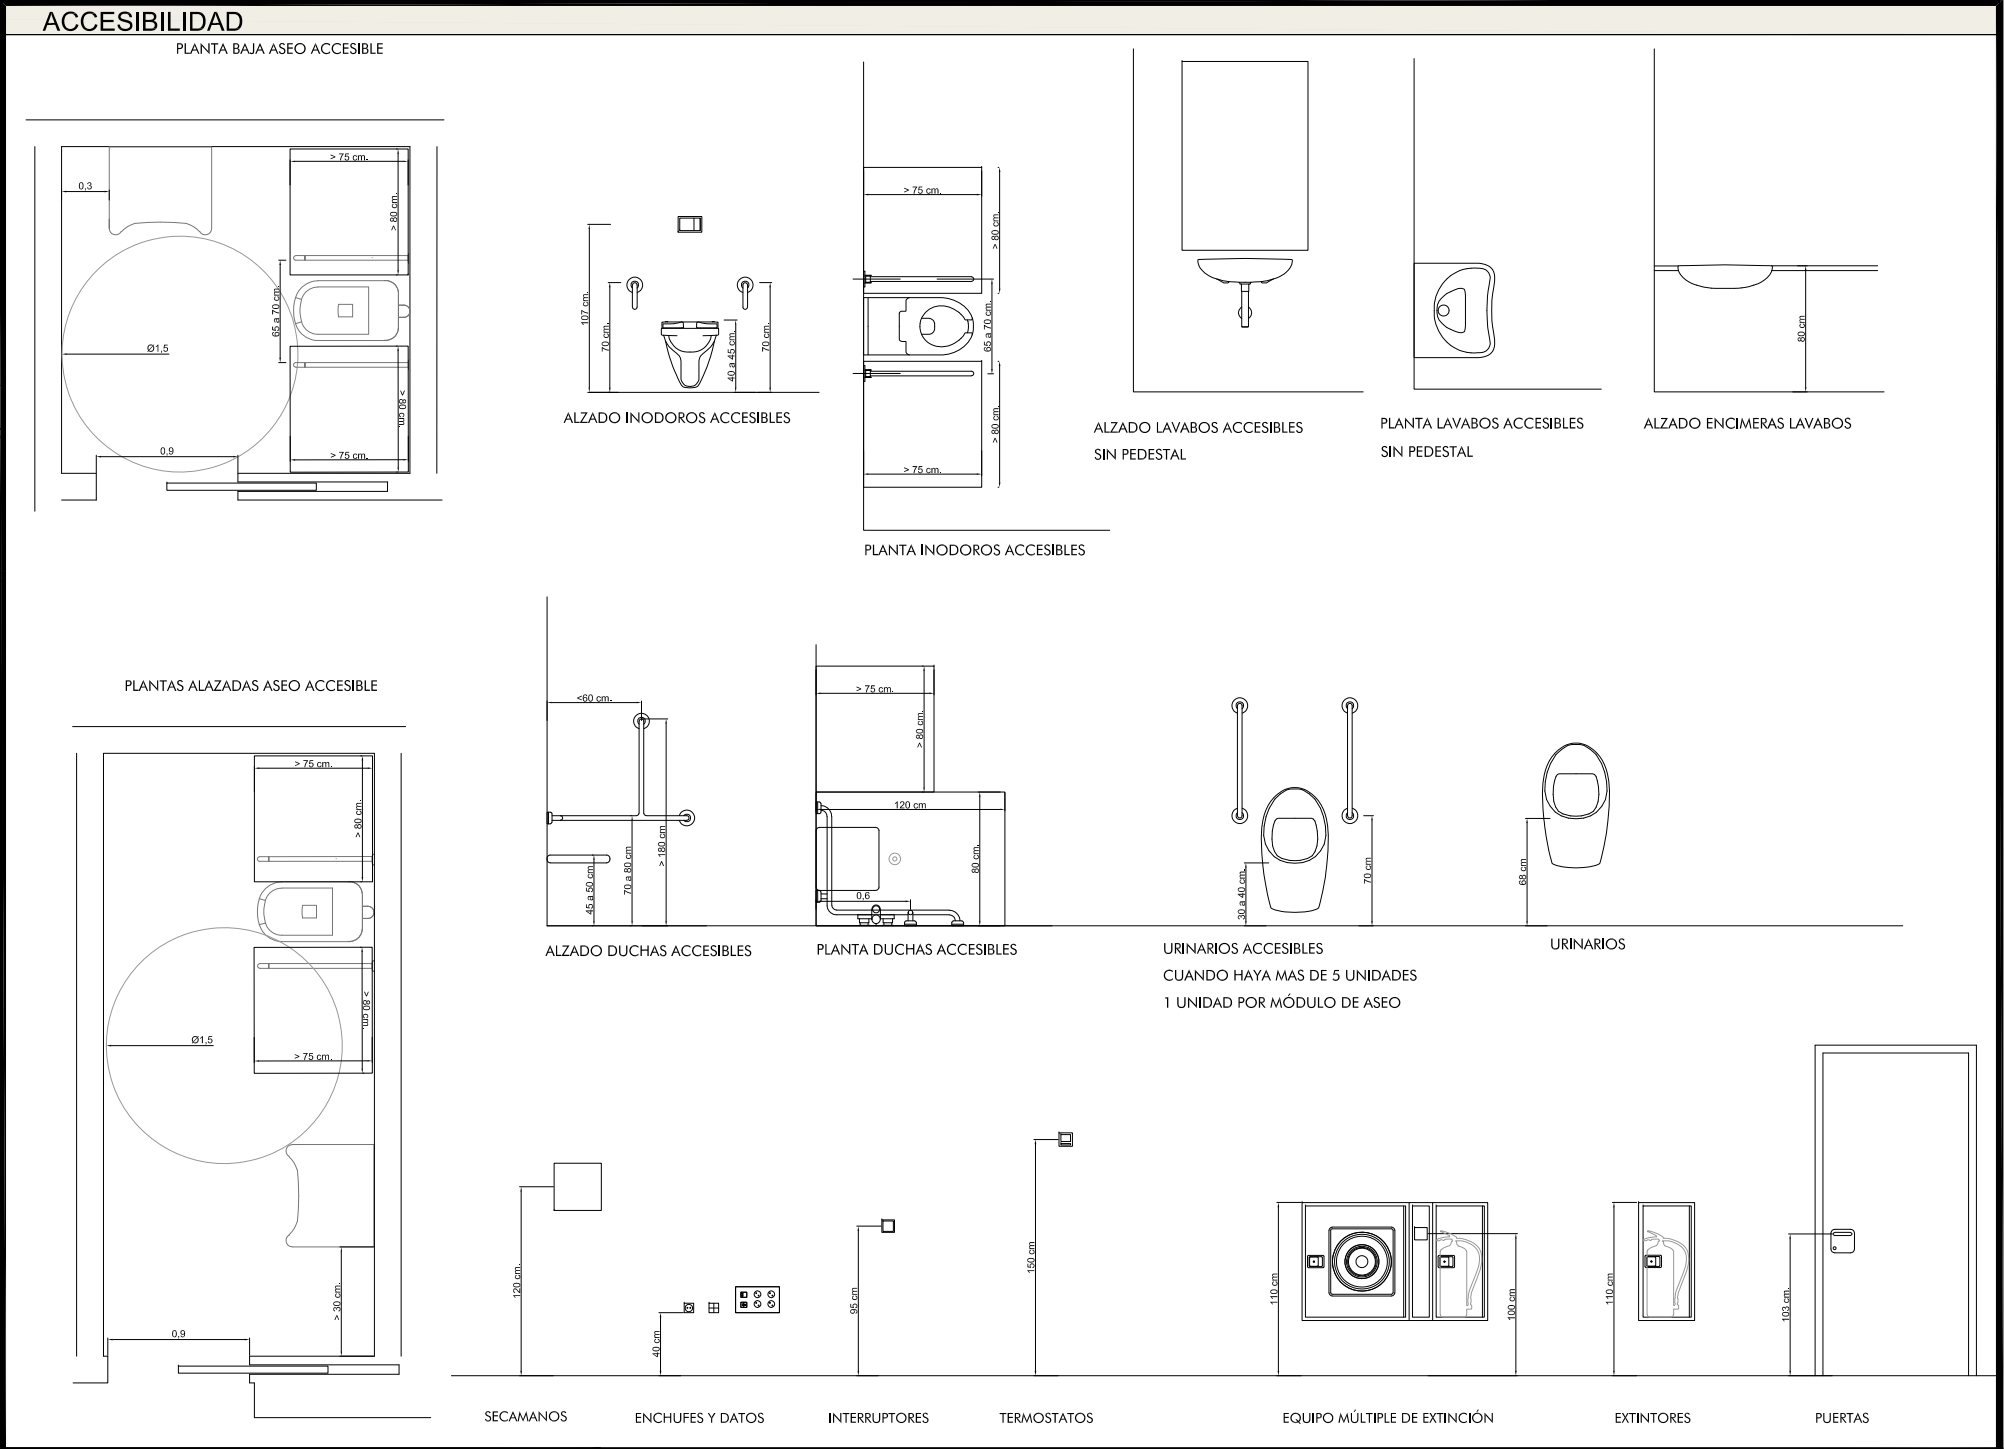 ACCESIBILIDAD
PLANTA BAJA ASEO ACCESIBLE
> 75 cm.
0,3
> 80 cm.
65 a 70 cm.
Ø1,5
> 80 cm.
0,9
> 75 cm.
107 cm.
70 cm.
40 a 45 cm.
70 cm.
ALZADO INODOROS ACCESIBLES
> 75 cm.
> 80 cm.
65 a 70 cm.
> 80 cm.
> 75 cm.
PLANTA INODOROS ACCESIBLES
ALZADO LAVABOS ACCESIBLES
SIN PEDESTAL
PLANTA LAVABOS ACCESIBLES
SIN PEDESTAL
80 cm
ALZADO ENCIMERAS LAVABOS
PLANTAS ALAZADAS ASEO ACCESIBLE
> 75 cm.
> 80 cm.
> 80 cm.
Ø1,5
> 75 cm.
> 30 cm.
0,9
<60 cm.
> 180 cm
70 a 80 cm
45 a 50 cm.
ALZADO DUCHAS ACCESIBLES
> 75 cm.
> 80 cm.
120 cm
80 cm.
0,6
PLANTA DUCHAS ACCESIBLES
30 a 40 cm.
70 cm
URINARIOS ACCESIBLES
CUANDO HAYA MAS DE 5 UNIDADES
1 UNIDAD POR MÓDULO DE ASEO
68 cm
URINARIOS
120 cm.
SECAMANOS
40 cm
ENCHUFES Y DATOS
95 cm
INTERRUPTORES
150 cm
TERMOSTATOS
110 cm
100 cm
EQUIPO MÚLTIPLE DE EXTINCIÓN
110 cm
EXTINTORES
103 cm.
PUERTAS